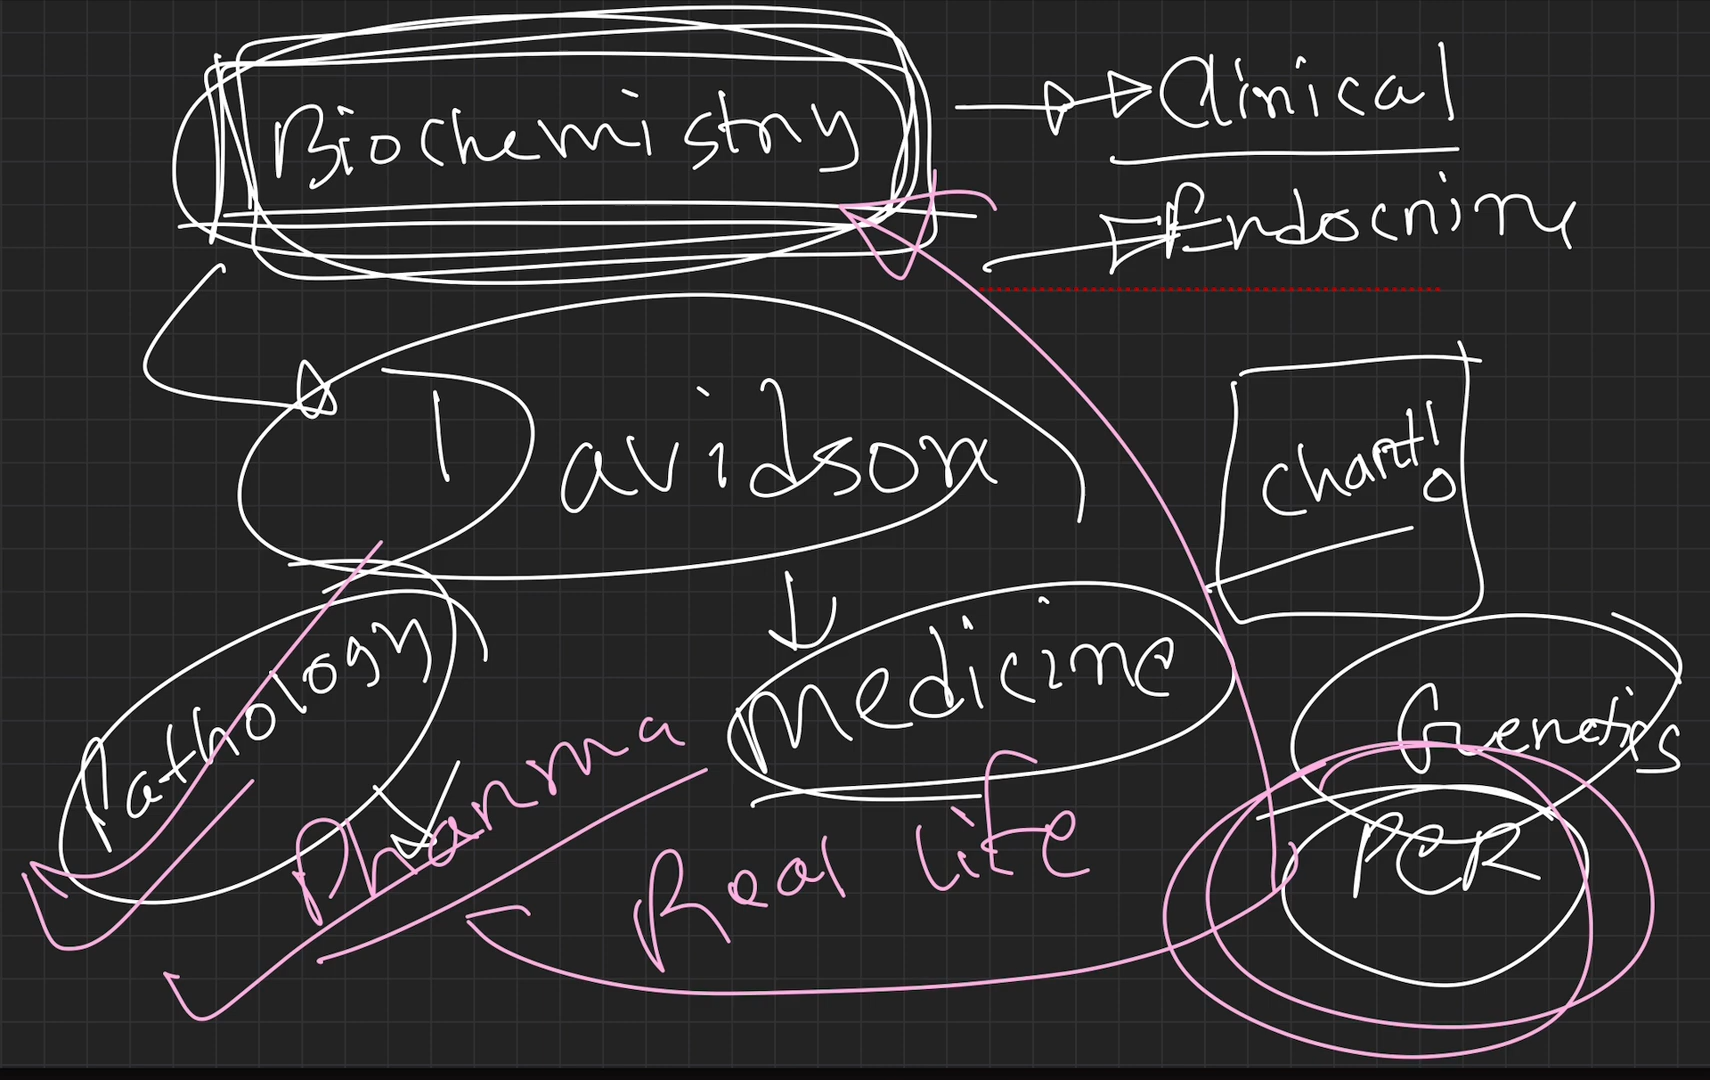 Biochemistry
Clinical
Endocrine
Davidson
Chart!
Pathology
Medicine
Genetics
Pharma
Real life
PCR